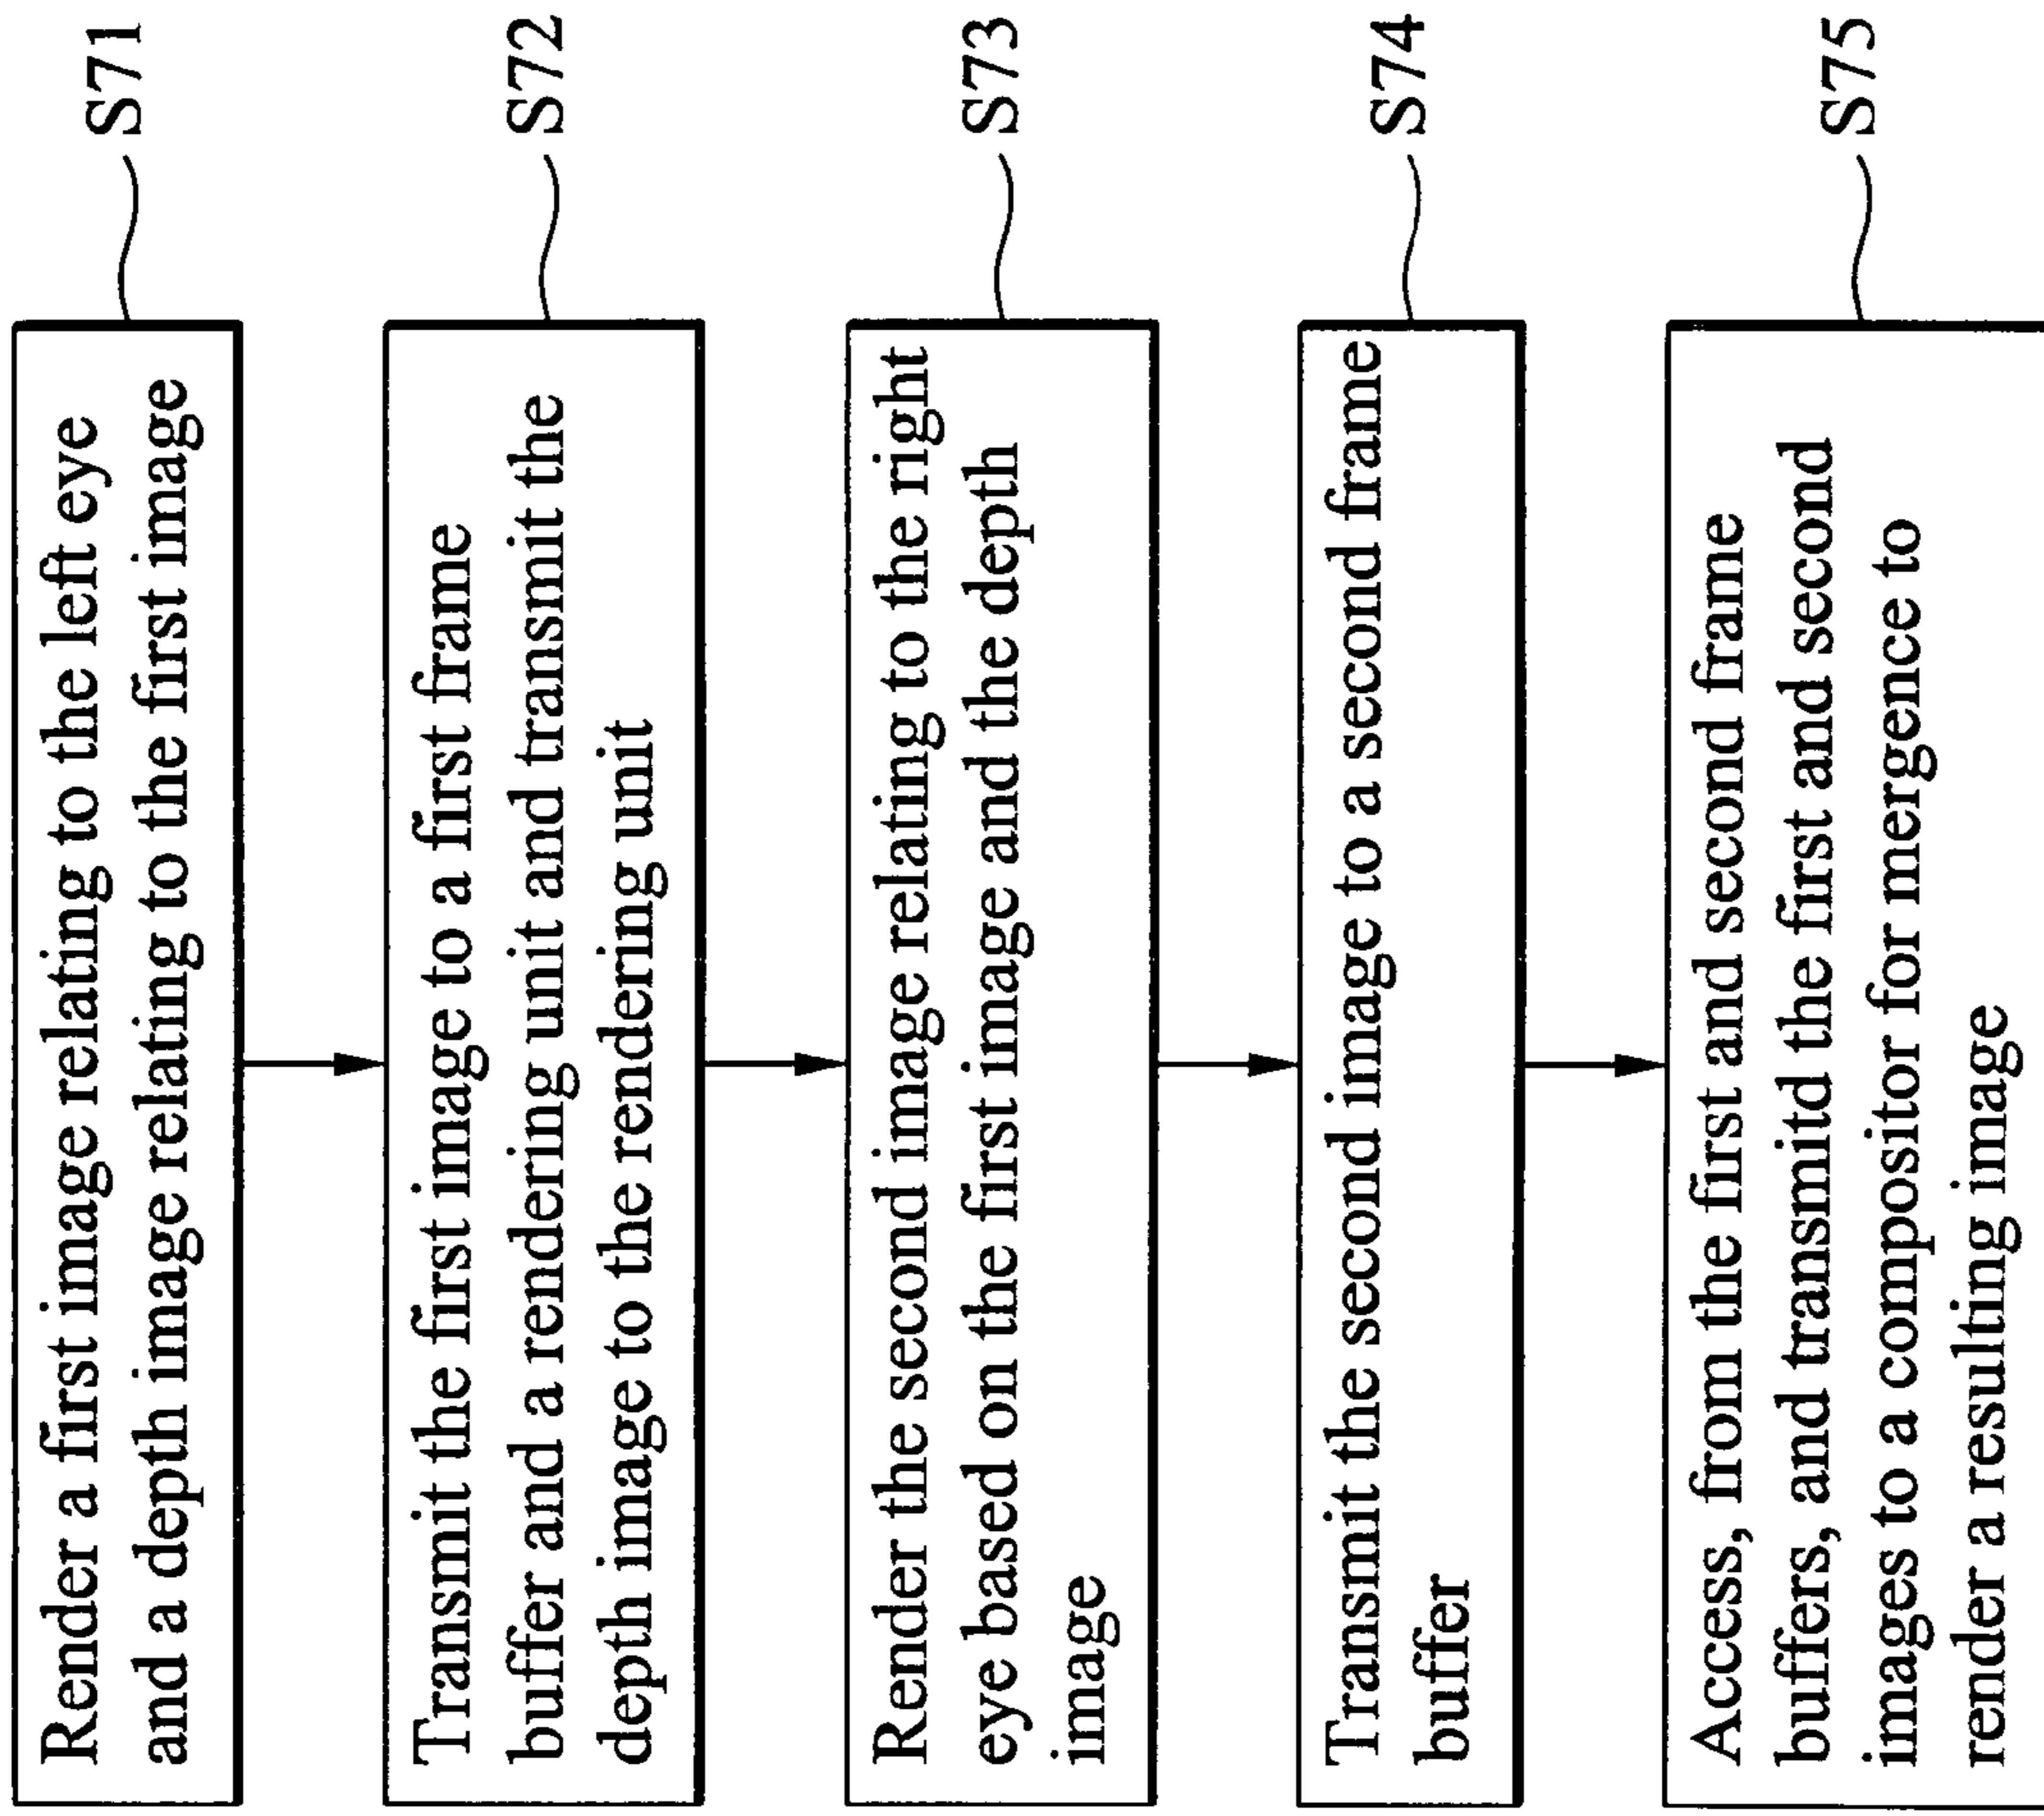 Render a first image relating to the left eye
and a depth image relating to the first image
S71
Transmit the first image to a first frame
buffer and a rendering unit and transmit the
depth image to the rendering unit
S72
Render the second image relating to the right
eye based on the first image and the depth
image
S73
Transmit the second image to a second frame
buffer
S74
Access, from the first and second frame
buffers, and transmitd the first and second
images to a compositor for mergence to
render a resulting image
S75